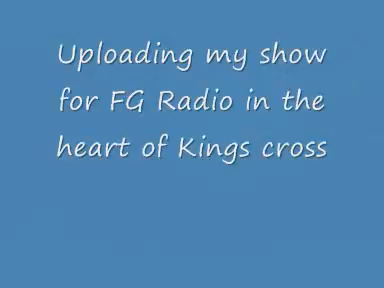 Uploading my show
for FG Radio in the
heart of Kings cross